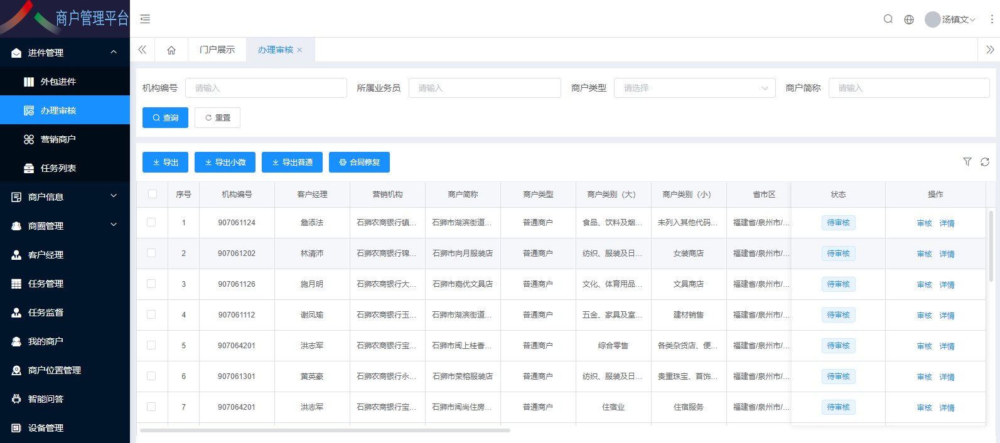 商户管理平台
汤镇文
门户展示
办理审核
进件管理
外包进件
办理审核
营销商户
任务列表
商户信息
商圈管理
客户经理
任务管理
任务监督
我的商户
商户位置管理
智能问答
设备管理
机构编号 请输入 所属业务员 请输入 商户类型 请选择 商户简称 请输入
查询 重置
导出 导出小微 导出普通 合同修复
序号 机构编号 客户经理 营销机构 商户简称 商户类型 商户类别（大） 商户类别（小） 省市区 状态 操作
1 907061124 詹添法 石狮农商银行镇... 石狮市湖滨街道... 普通商户 食品、饮料及烟... 未列入其他代码... 福建省/泉州市/... 待审核 审核 详情
2 907061202 林清沛 石狮农商银行锦... 石狮市向月服装店 普通商户 纺织、服装及日... 女装商店 福建省/泉州市/... 待审核 审核 详情
3 907061126 施月明 石狮农商银行大... 石狮市嘉优文具店 普通商户 文化、体育用品... 文具商店 福建省/泉州市/... 待审核 审核 详情
4 907061112 谢凤瑜 石狮农商银行玉... 石狮市湖滨街道... 普通商户 五金、家具及室... 建材销售 福建省/泉州市/... 待审核 审核 详情
5 907064201 洪志军 石狮农商银行宝... 石狮市闽上桂香... 普通商户 综合零售 各类杂货店、便... 福建省/泉州市/... 待审核 审核 详情
6 907061301 黄英豪 石狮农商银行永... 石狮市荣榕服装店 普通商户 纺织、服装及日... 贵重珠宝、首饰... 福建省/泉州市/... 待审核 审核 详情
7 907064201 洪志军 石狮农商银行宝... 石狮市闽尚住房... 普通商户 住宿业 住宿服务 福建省/泉州市/... 待审核 审核 详情